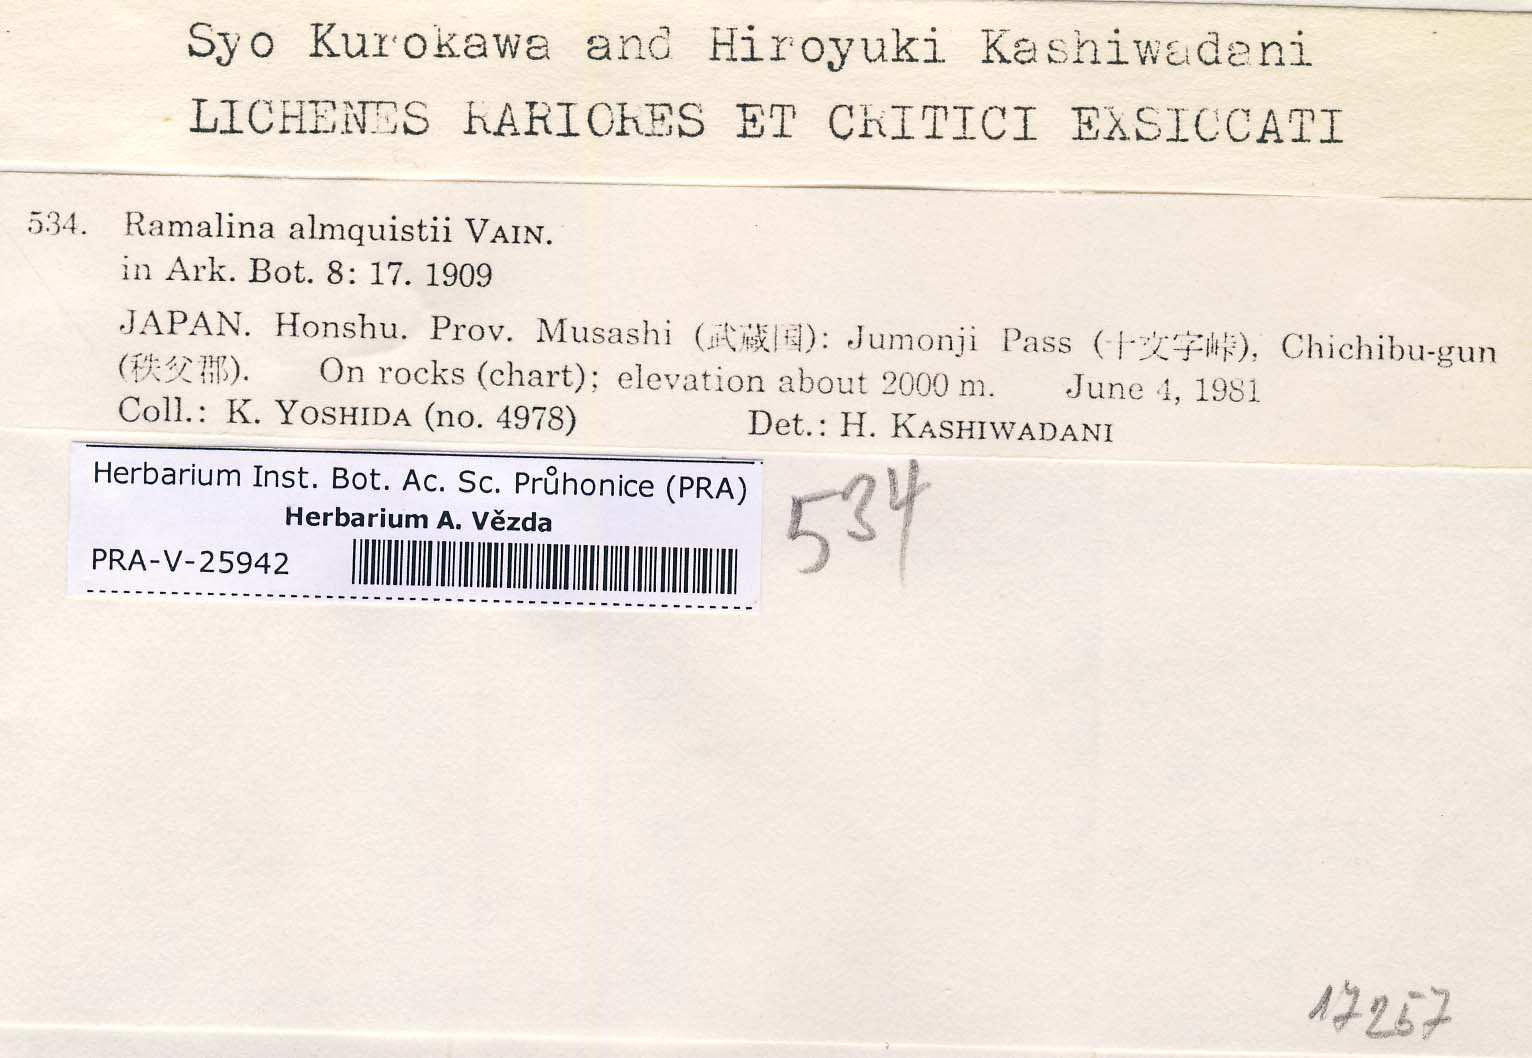 Syo Kurokawa and Hiroyuki Kashiwadani
LICHENES RARIORES ET CRITICI EXSICCATI
534. Ramalina almquistii VAIN.
in Ark. Bot. 8: 17. 1909
JAPAN. Honshu. Prov. Musashi (武蔵国): Jumonji Pass (十文字峠), Chichibu-gun
(秩父郡). On rocks (chart); elevation about 2000 m. June 4, 1981
Coll.: K. YOSHIDA (no. 4978) Det.: H. KASHIWADANI
Herbarium Inst. Bot. Ac. Sc. Průhonice (PRA)
Herbarium A. Vězda
PRA-V-25942
534
17257